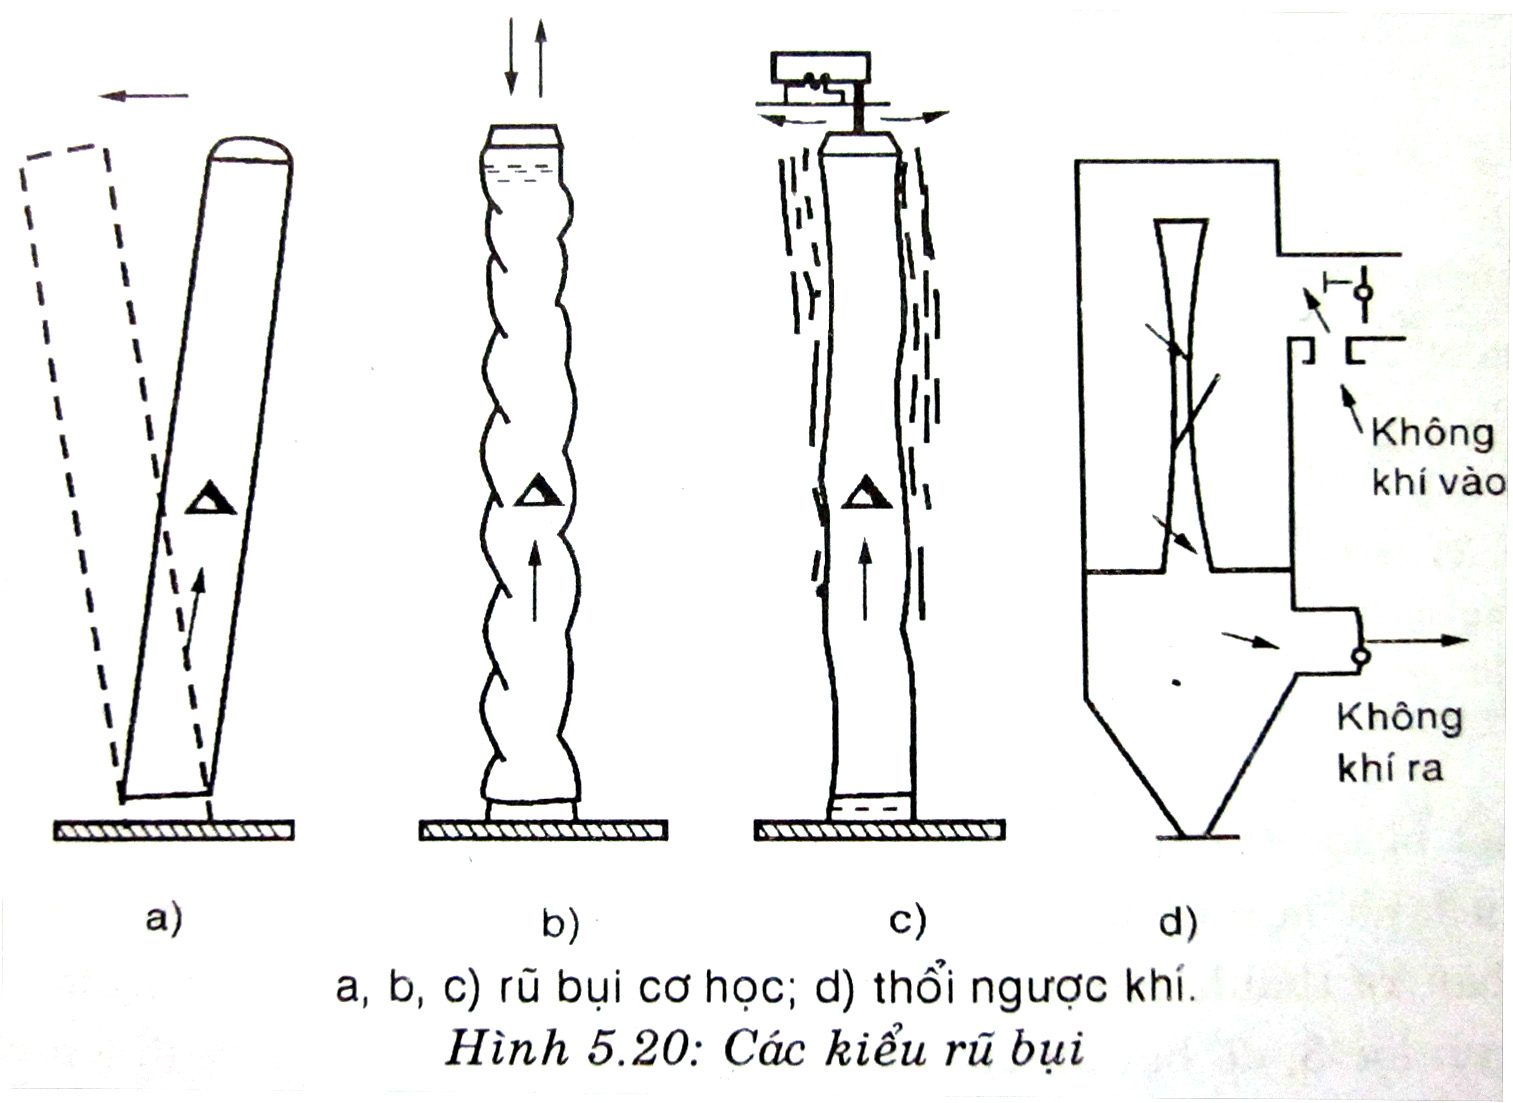 Không
khí vào
Không
khí ra
a)
b)
c)
d)
a, b, c) rũ bụi cơ học; d) thổi ngược khí.
Hình 5.20: Các kiểu rũ bụi